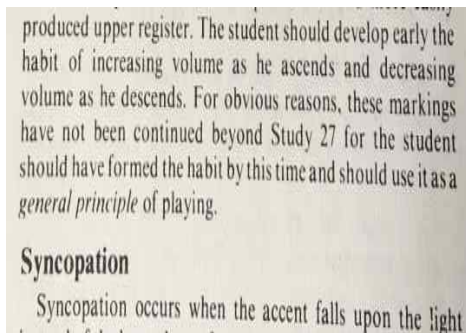 produced upper register. The student should develop early the
habit of increasing volume as he ascends and decreasing
volume as he descends. For obvious reasons, these markings
have not been continued beyond Study 27 for the student
should have formed the habit by this time and should use it as a
general principle of playing.
Syncopation
Syncopation occurs when the accent falls upon the light